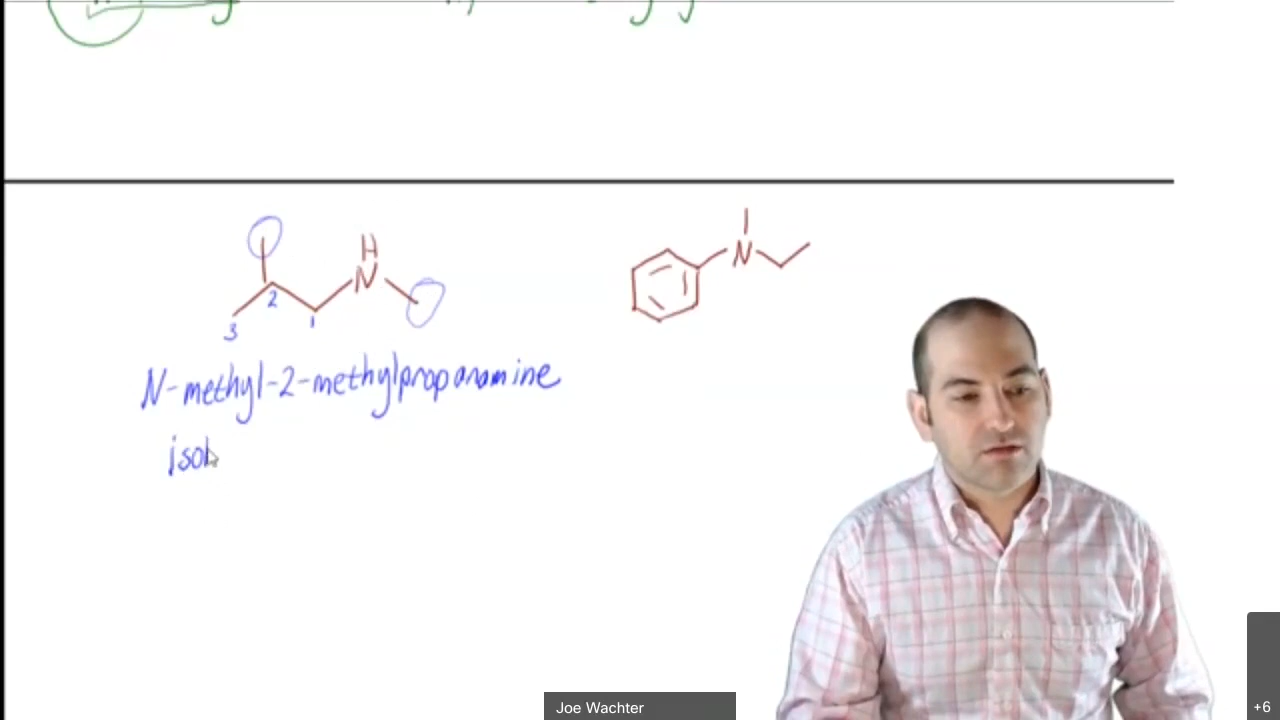 H
N
2
3
1
N
N-methyl-2-methylpropanamine
isob
Joe Wachter
+6